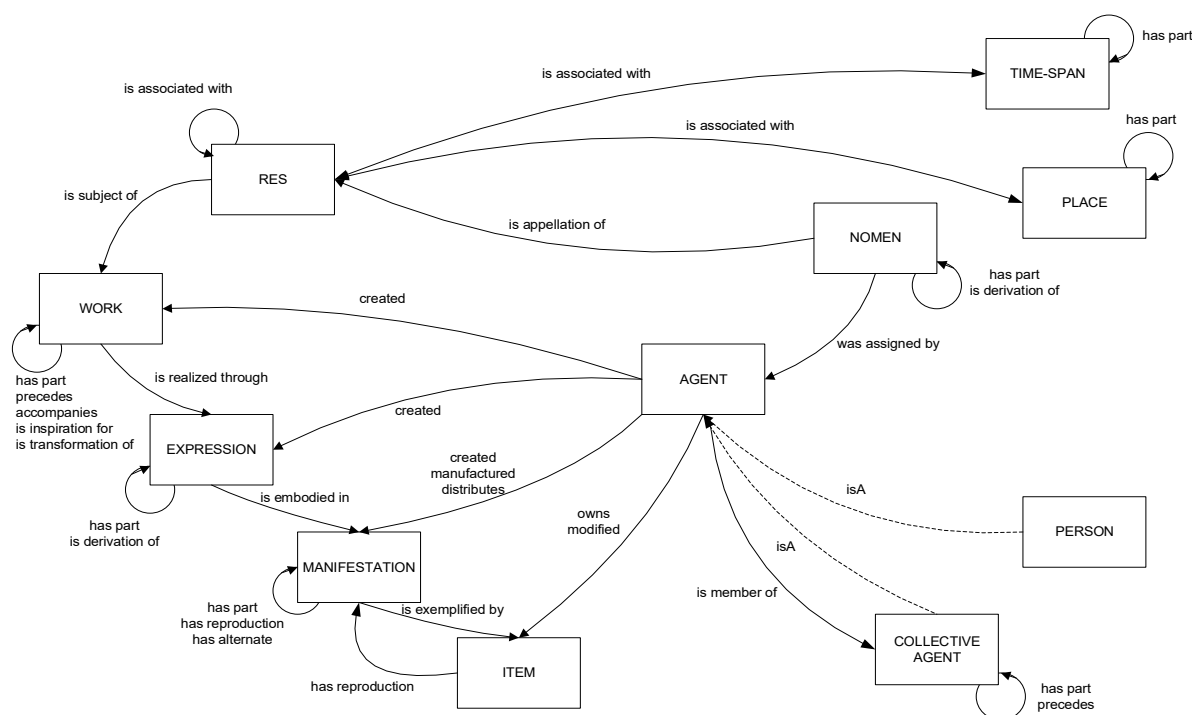 has part
is associated with
TIME-SPAN
is associated with
has part
is associated with
RES
is subject of
PLACE
is appellation of
NOMEN
has part
is derivation of
WORK
created
was assigned by
has part
precedes
accompanies
is inspiration for
is transformation of
is realized through
AGENT
created
EXPRESSION
created
manufactured
distributes
has part
is derivation of
is embodied in
owns
modified
isA
PERSON
isA
MANIFESTATION
has part
has reproduction
has alternate
is exemplified by
is member of
COLLECTIVE
AGENT
ITEM
has reproduction
has part
precedes